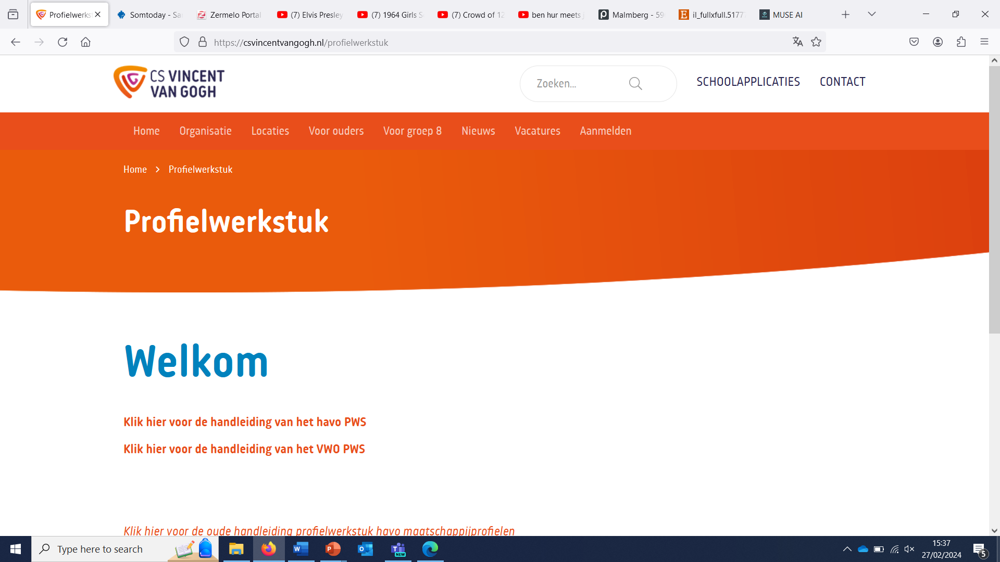 Profielwerkst
Somtoday - Sa
Zermelo Portal
(7) Elvis Presley
(7) 1964 Girls S
(7) Crowd of 12
ben hur meets j
Malmberg - 59
il_fullxfull.5177
MUSE AI
https://csvincentvangogh.nl/profielwerkstuk
CS VINCENT
VAN GOGH
Zoeken...
SCHOOLAPPLICATIES
CONTACT
Home
Organisatie
Locaties
Voor ouders
Voor groep 8
Nieuws
Vacatures
Aanmelden
Home > Profielwerkstuk
Profielwerkstuk
Welkom
Klik hier voor de handleiding van het havo PWS
Klik hier voor de handleiding van het VWO PWS
Klik hier voor de oude handleiding profielwerkstuk havo maatschappijprofielen
Type here to search
NEW
15:37
27/02/2024
5